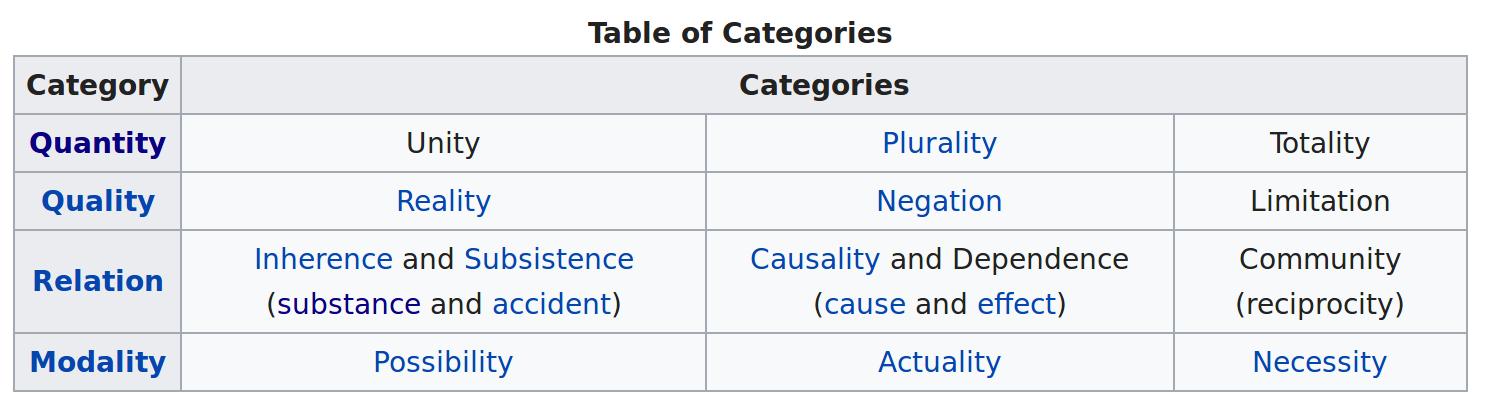 Table of Categories
Category Categories
Quantity Unity Plurality Totality
Quality Reality Negation Limitation
Relation Inherence and Subsistence (substance and accident) Causality and Dependence (cause and effect) Community (reciprocity)
Modality Possibility Actuality Necessity